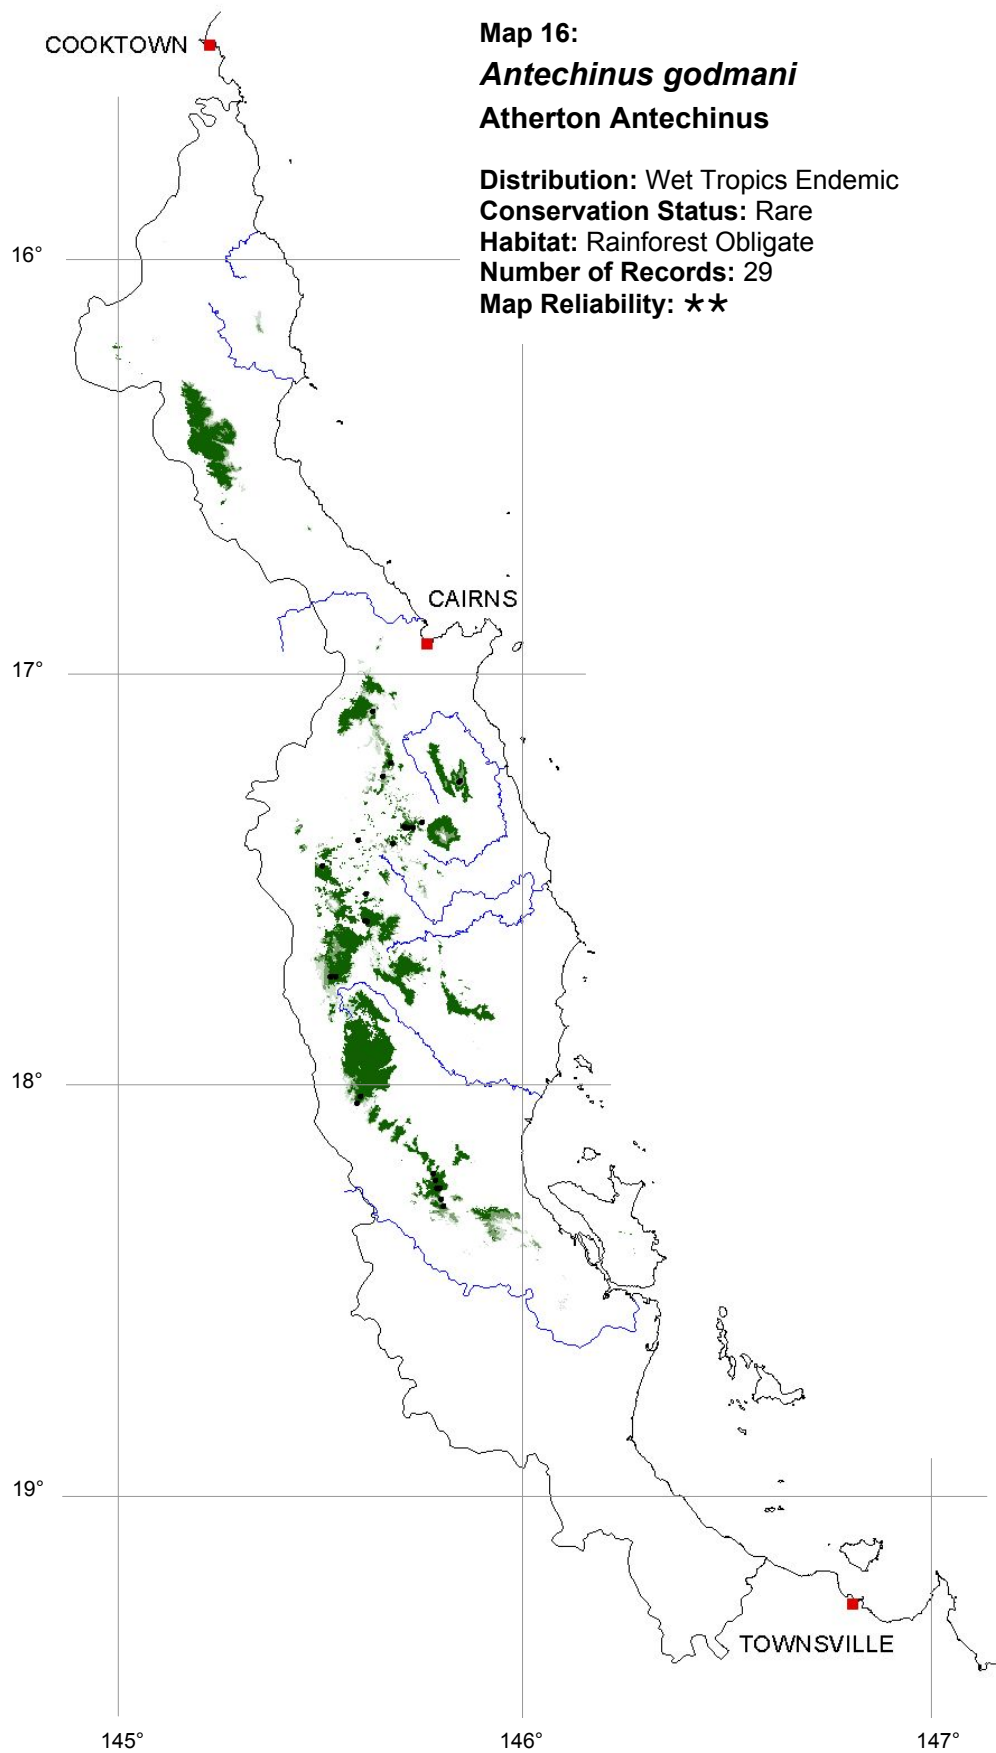 Map 16:
COOKTOWN
Antechinus godmani
Atherton Antechinus
Distribution: Wet Tropics Endemic
Conservation Status: Rare
Habitat: Rainforest Obligate
16°
Number of Records: 29
Map Reliability: **
CAIRNS
17°
18°
19°
TOWNSVILLE
145°
146°
147°